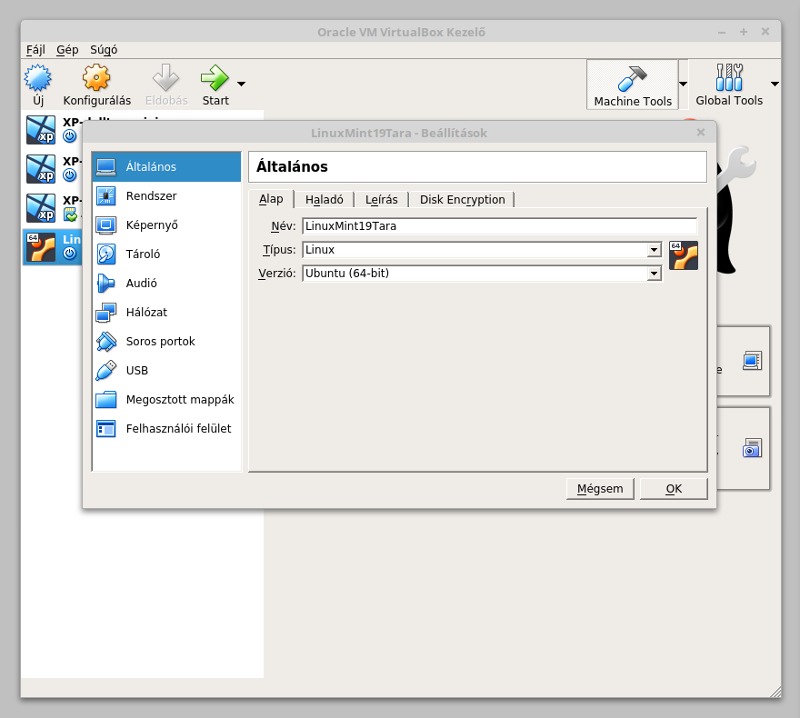 Oracle VM VirtualBox Kezelő
Fájl Gép Súgó
Új Konfigurálás Eldobás Start Machine Tools Global Tools
XP-
XP-
XP-
64 Lin
LinuxMint19Tara - Beállítások
Általános
Rendszer
Képernyő
Tároló
Audió
Hálózat
Soros portok
USB
Megosztott mappák
Felhasználói felület
Általános
Alap Haladó Leírás Disk Encryption
Név: LinuxMint19Tara
Típus: Linux
64
Verzió: Ubuntu (64-bit)
Mégsem OK